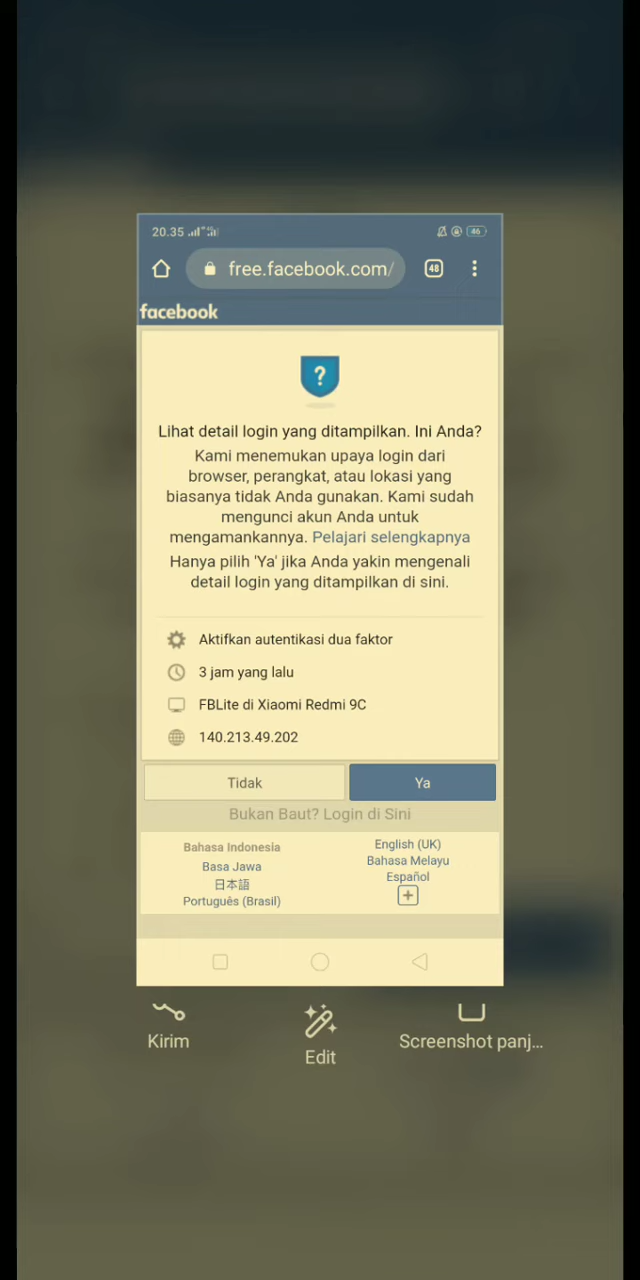 20.35
46
free.facebook.com/
48
facebook
?
Lihat detail login yang ditampilkan. Ini Anda?
Kami menemukan upaya login dari
browser, perangkat, atau lokasi yang
biasanya tidak Anda gunakan. Kami sudah
mengunci akun Anda untuk
mengamankannya. Pelajari selengkapnya
Hanya pilih 'Ya' jika Anda yakin mengenali
detail login yang ditampilkan di sini.
Aktifkan autentikasi dua faktor
3 jam yang lalu
FBLite di Xiaomi Redmi 9C
140.213.49.202
Tidak
Ya
Bukan Baut? Login di Sini
Bahasa Indonesia
Basa Jawa
日本語
Português (Brasil)
English (UK)
Bahasa Melayu
Español
Kirim
Edit
Screenshot panj...